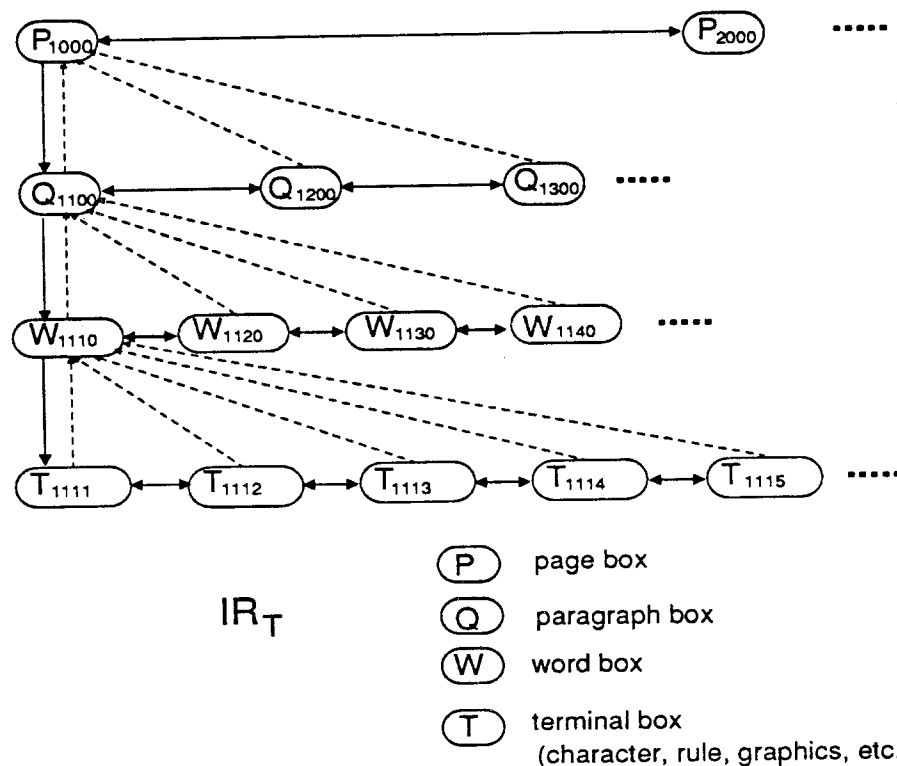 P1000 P2000 .....
Q1100 Q1200 Q1300 .....
W1110 W1120 W1130 W1140 .....
T1111 T1112 T1113 T1114 T1115 .....
P page box
IRT
Q paragraph box
W word box
T terminal box
(character, rule, graphics, etc.